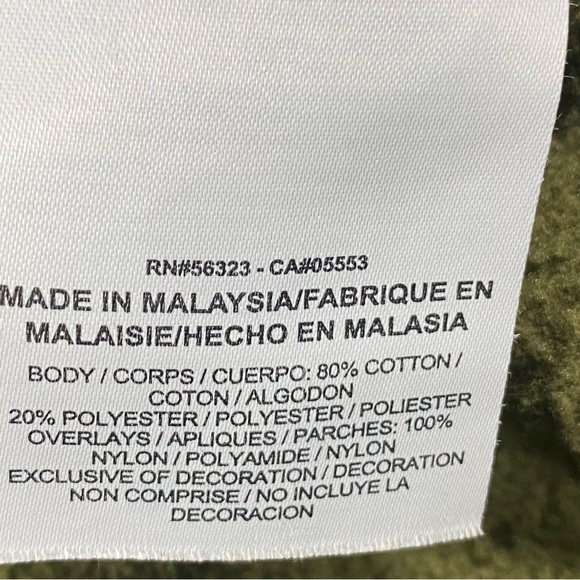 RN#56323 - CA#05553
MADE IN MALAYSIA/FABRIQUE EN
MALAISIE/HECHO EN MALASIA
BODY / CORPS / CUERPO: 80% COTTON /
COTON / ALGODON
20% POLYESTER / POLYESTER / POLIESTER
OVERLAYS / APLIQUES / PARCHES: 100%
NYLON / POLYAMIDE / NYLON
EXCLUSIVE OF DECORATION / DECORATION
NON COMPRISE / NO INCLUYE LA
DECORACION